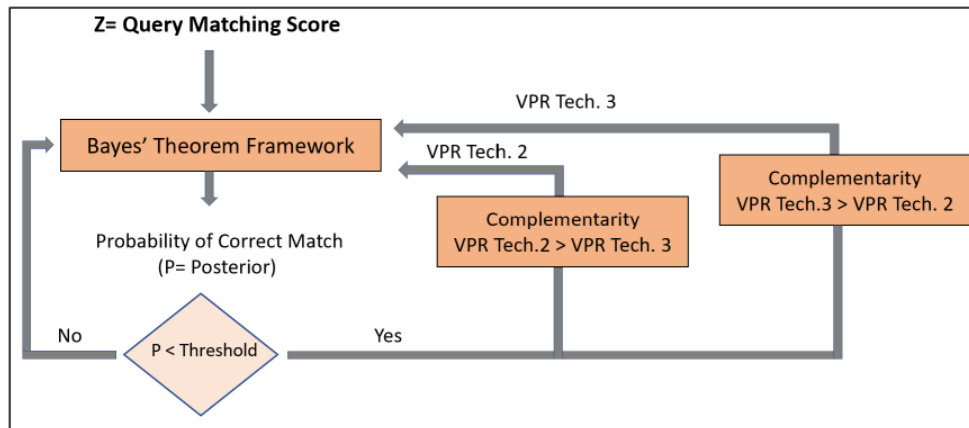 Z= Query Matching Score
VPR Tech. 3
Bayes’ Theorem Framework
VPR Tech. 2
Complementarity
VPR Tech.3 > VPR Tech. 2
Complementarity
VPR Tech.2 > VPR Tech. 3
Probability of Correct Match
(P= Posterior)
No
P < Threshold
Yes